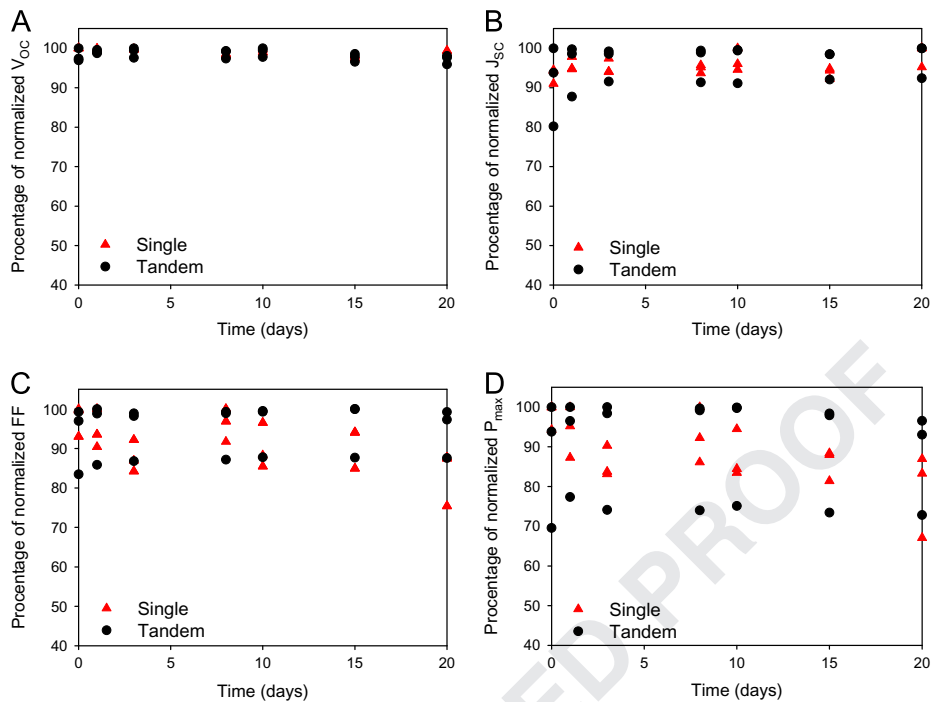 A
Procentage of normalized VOC
100
90
80
70
60
50
40
Single
Tandem
0
5
10
15
20
Time (days)
B
Procentage of normalized JSC
100
90
80
70
60
50
40
Single
Tandem
0
5
10
15
20
Time (days)
C
Procentage of normalized FF
100
90
80
70
60
50
40
Single
Tandem
0
5
10
15
20
Time (days)
D
Procentage of normalized Pmax
100
90
80
70
60
50
40
Single
Tandem
0
5
10
15
20
Time (days)
ED PROOF